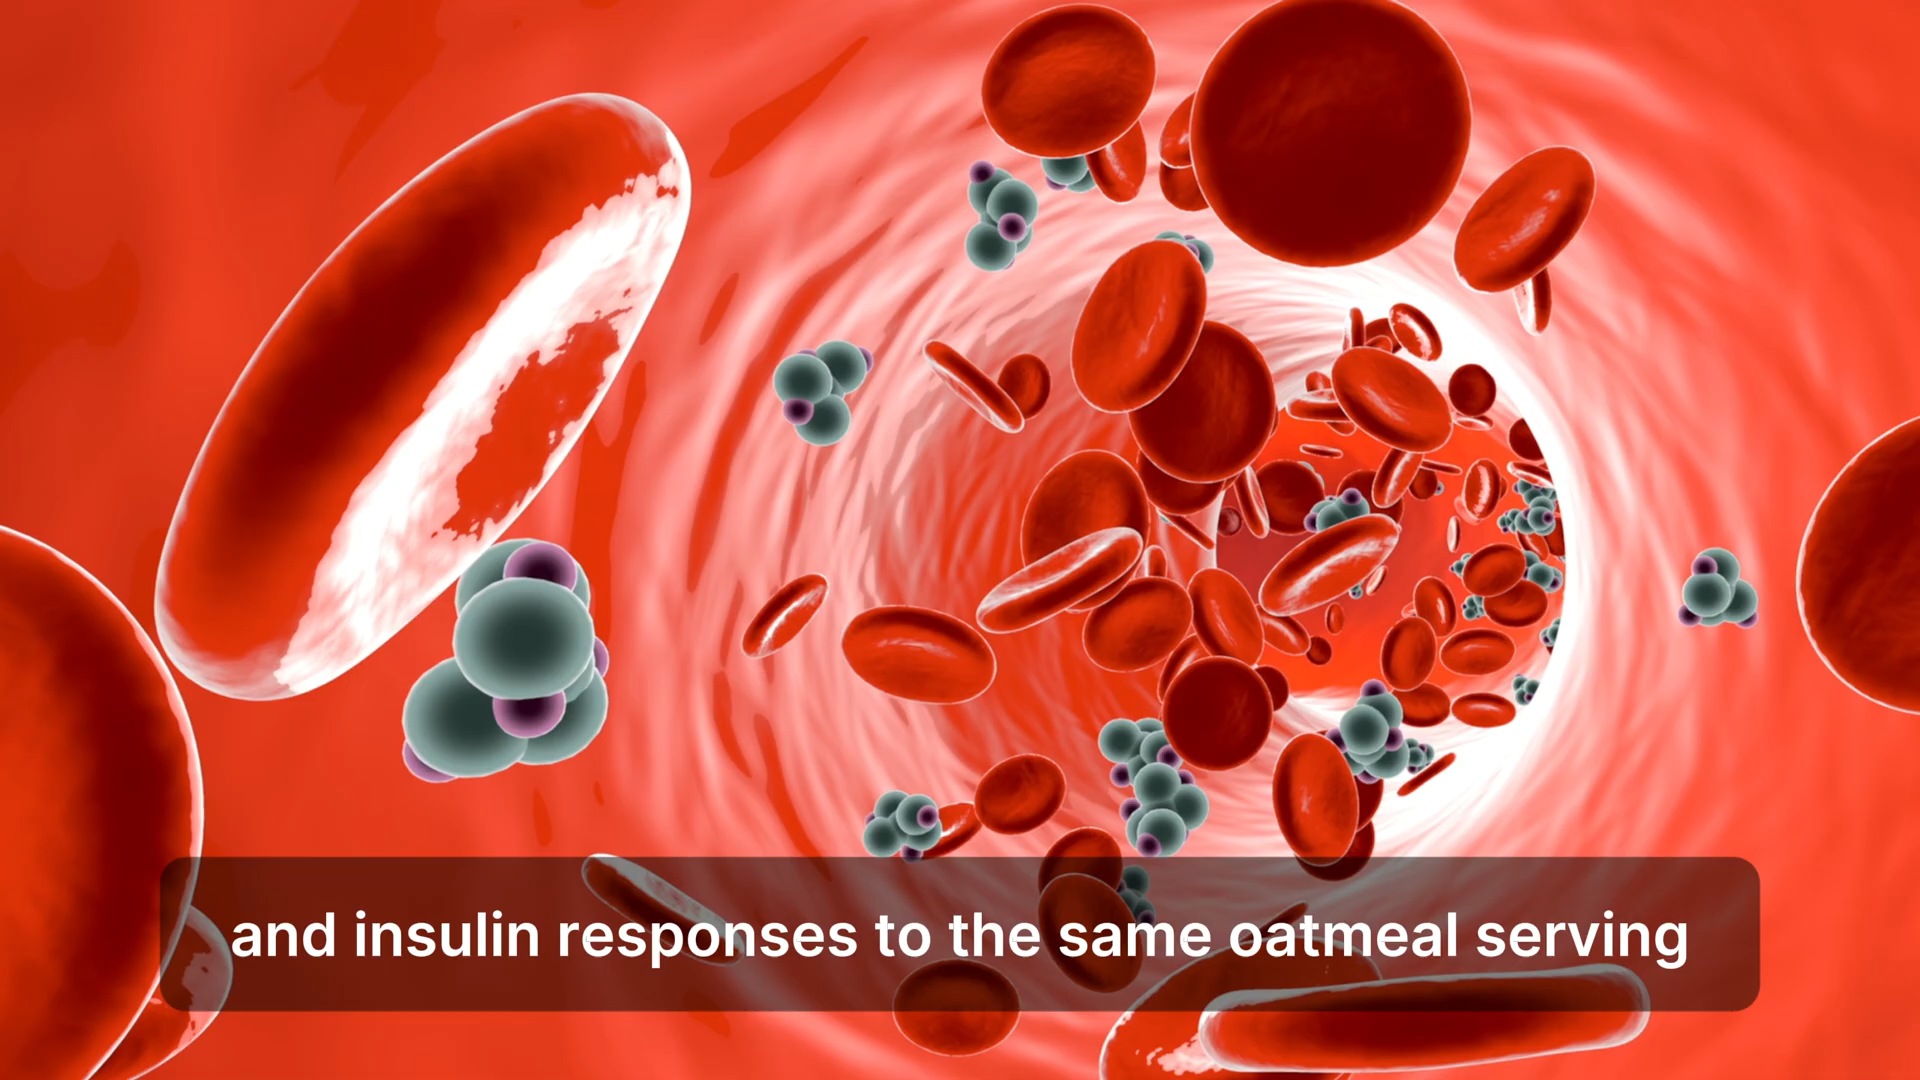 and insulin responses to the same oatmeal serving